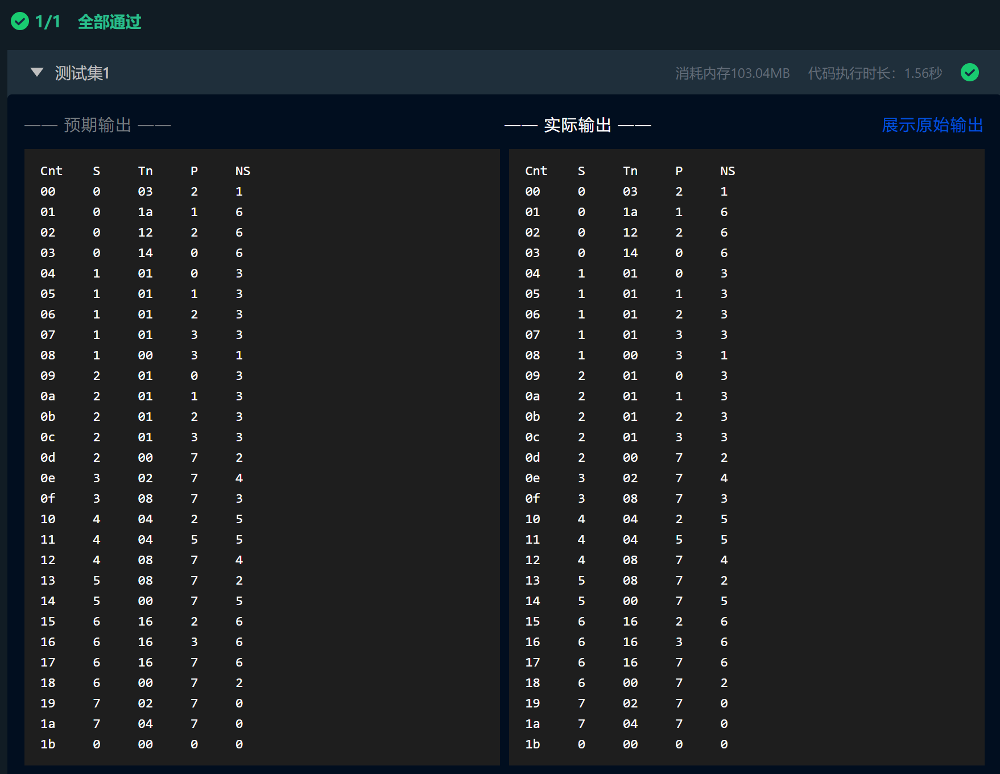 1/1 全部通过
测试集1 消耗内存103.04MB 代码执行时长：1.56秒
—— 预期输出 ——
Cnt S Tn P NS
00 0 03 2 1
01 0 1a 1 6
02 0 12 2 6
03 0 14 0 6
04 1 01 0 3
05 1 01 1 3
06 1 01 2 3
07 1 01 3 3
08 1 00 3 1
09 2 01 0 3
0a 2 01 1 3
0b 2 01 2 3
0c 2 01 3 3
0d 2 00 7 2
0e 3 02 7 4
0f 3 08 7 3
10 4 04 2 5
11 4 04 5 5
12 4 08 7 4
13 5 08 7 2
14 5 00 7 5
15 6 16 2 6
16 6 16 3 6
17 6 16 7 6
18 6 00 7 2
19 7 02 7 0
1a 7 04 7 0
1b 0 00 0 0
—— 实际输出 —— 展示原始输出
Cnt S Tn P NS
00 0 03 2 1
01 0 1a 1 6
02 0 12 2 6
03 0 14 0 6
04 1 01 0 3
05 1 01 1 3
06 1 01 2 3
07 1 01 3 3
08 1 00 3 1
09 2 01 0 3
0a 2 01 1 3
0b 2 01 2 3
0c 2 01 3 3
0d 2 00 7 2
0e 3 02 7 4
0f 3 08 7 3
10 4 04 2 5
11 4 04 5 5
12 4 08 7 4
13 5 08 7 2
14 5 00 7 5
15 6 16 2 6
16 6 16 3 6
17 6 16 7 6
18 6 00 7 2
19 7 02 7 0
1a 7 04 7 0
1b 0 00 0 0